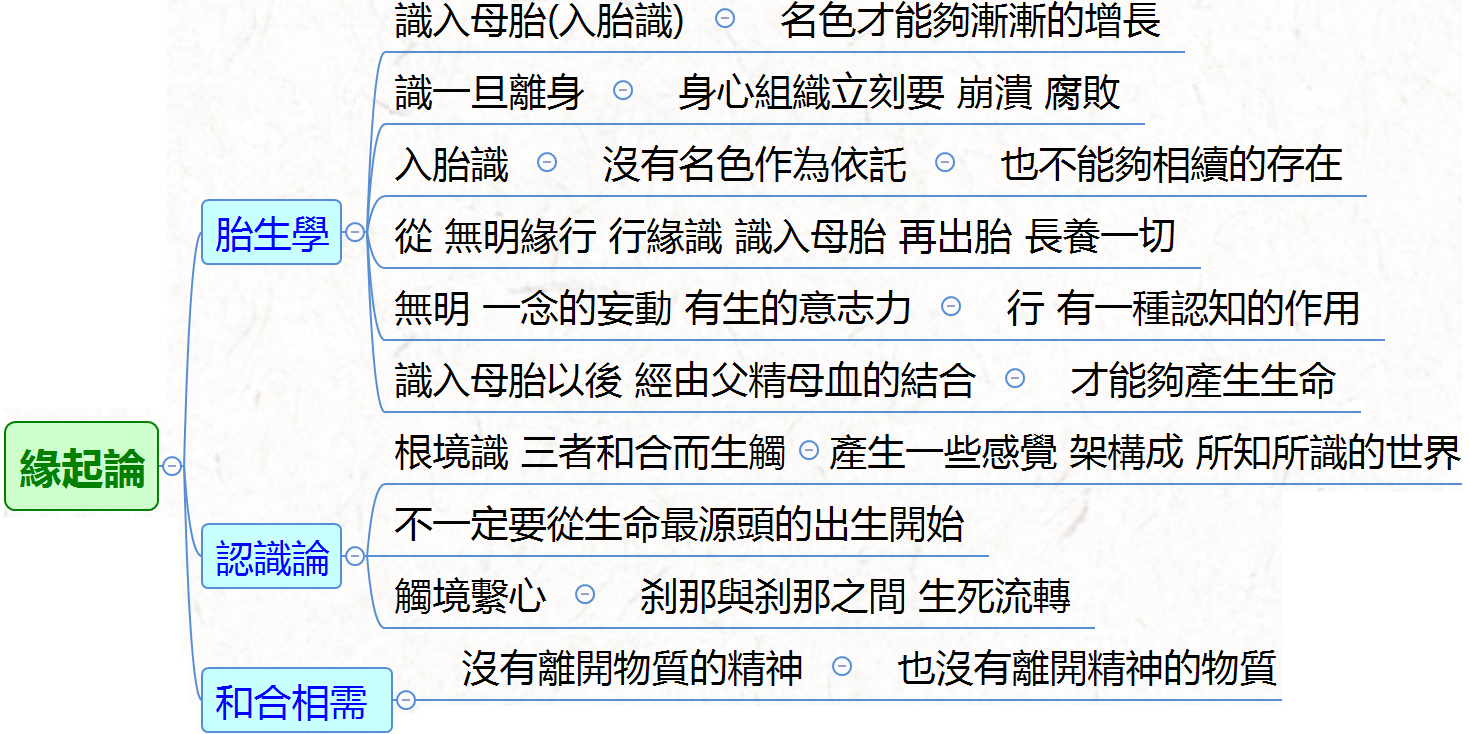 緣起論
胎生學
識入母胎(入胎識) 名色才能夠漸漸的增長
識一旦離身 身心組織立刻要 崩潰 腐敗
入胎識 沒有名色作為依託 也不能夠相續的存在
從 無明緣行 行緣識 識入母胎 再出胎 長養一切
無明 一念的妄動 有生的意志力 行 有一種認知的作用
識入母胎以後 經由父精母血的結合 才能夠產生生命
認識論
根境識 三者和合而生觸 產生一些感覺 架構成 所知所識的世界
不一定要從生命最源頭的出生開始
觸境繫心 剎那與剎那之間 生死流轉
和合相需
沒有離開物質的精神 也沒有離開精神的物質